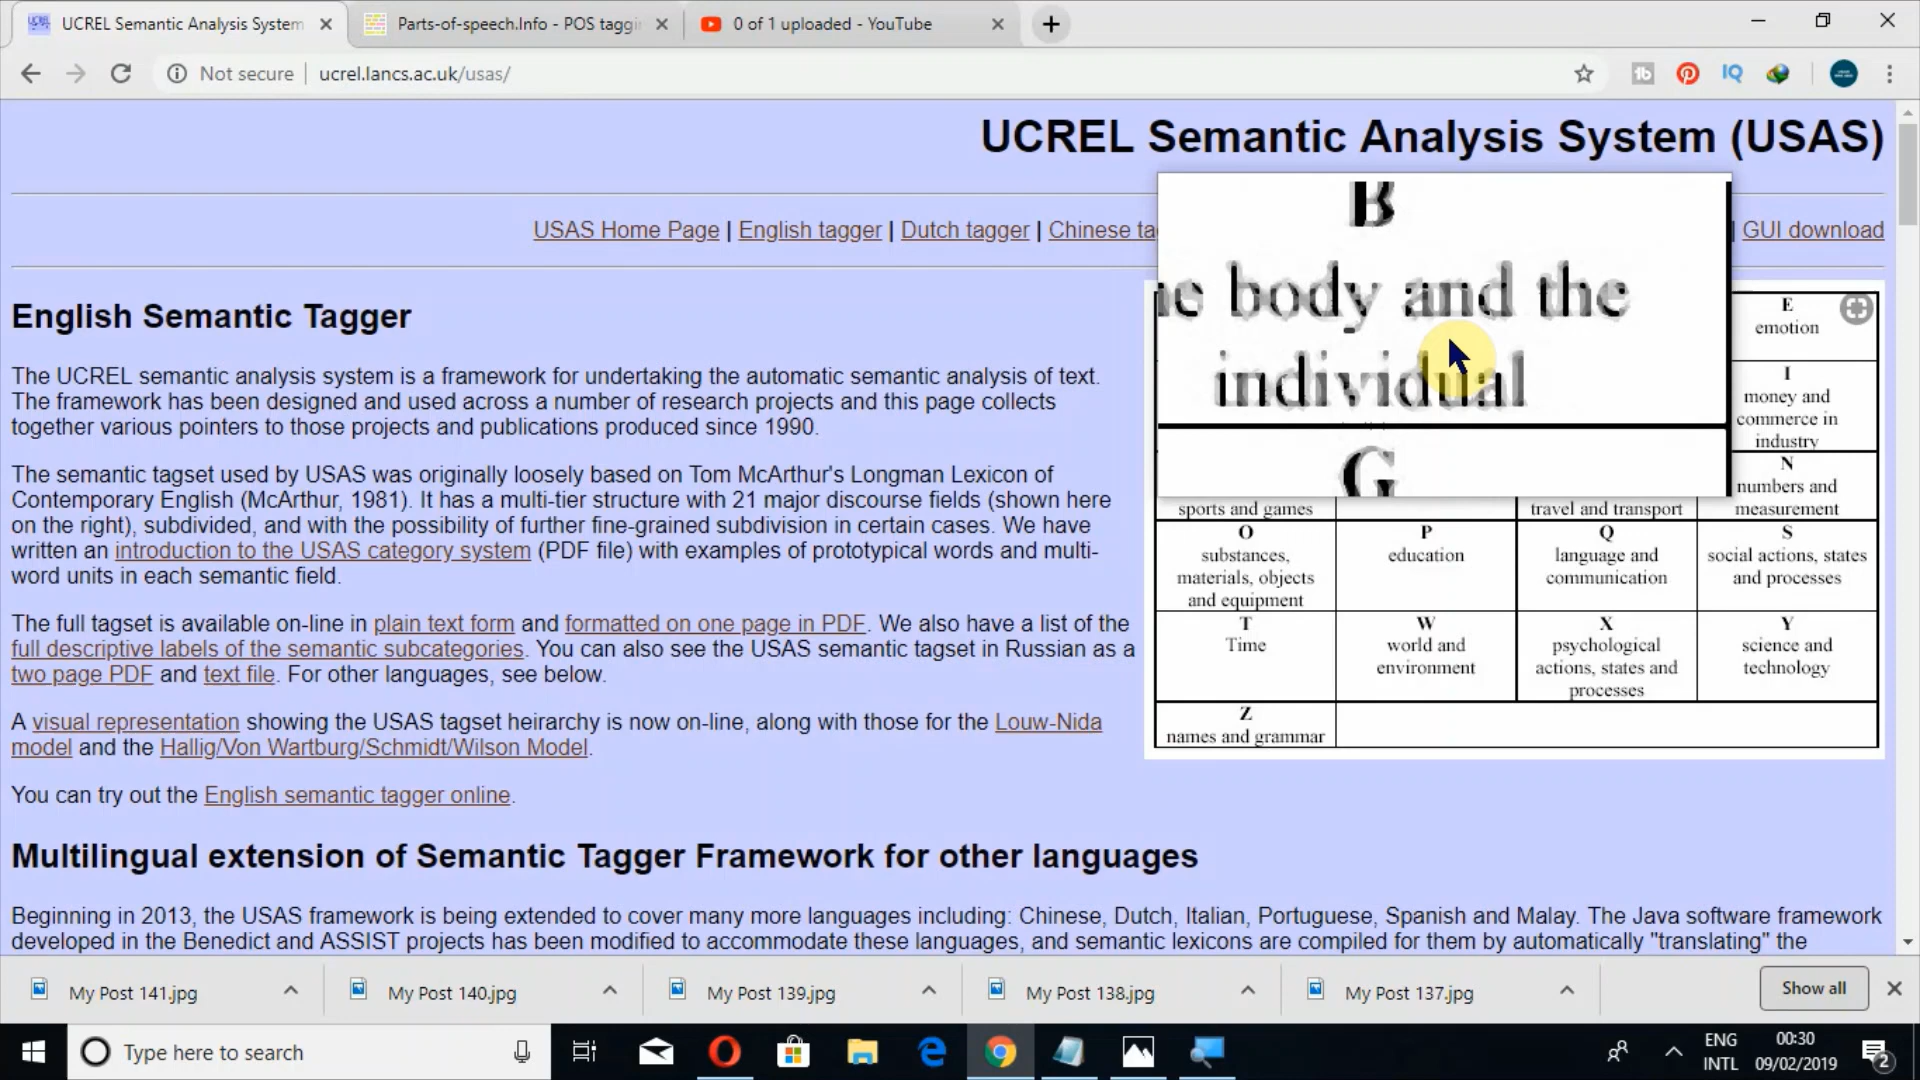 UCREL Semantic Analysis System
Parts-of-speech.Info - POS taggi
0 of 1 uploaded - YouTube
Not secure
ucrel.lancs.ac.uk/usas/
UCREL Semantic Analysis System (USAS)
USAS Home Page | English tagger | Dutch tagger | Chinese ta
GUI download
B
e body and the
individual
G
English Semantic Tagger
The UCREL semantic analysis system is a framework for undertaking the automatic semantic analysis of text.
The framework has been designed and used across a number of research projects and this page collects
together various pointers to those projects and publications produced since 1990.
The semantic tagset used by USAS was originally loosely based on Tom McArthur's Longman Lexicon of
Contemporary English (McArthur, 1981). It has a multi-tier structure with 21 major discourse fields (shown here
on the right), subdivided, and with the possibility of further fine-grained subdivision in certain cases. We have
written an introduction to the USAS category system (PDF file) with examples of prototypical words and multi-
word units in each semantic field.
The full tagset is available on-line in plain text form and formatted on one page in PDF. We also have a list of the
full descriptive labels of the semantic subcategories. You can also see the USAS semantic tagset in Russian as a
two page PDF and text file. For other languages, see below.
A visual representation showing the USAS tagset heirarchy is now on-line, along with those for the Louw-Nida
model and the Hallig/Von Wartburg/Schmidt/Wilson Model.
You can try out the English semantic tagger online.
E
emotion
I
money and
commerce in
industry
sports and games
travel and transport
N
numbers and
measurement
O
substances,
materials, objects
and equipment
P
education
Q
language and
communication
S
social actions, states
and processes
T
Time
W
world and
environment
X
psychological
actions, states and
processes
Y
science and
technology
Z
names and grammar
Multilingual extension of Semantic Tagger Framework for other languages
Beginning in 2013, the USAS framework is being extended to cover many more languages including: Chinese, Dutch, Italian, Portuguese, Spanish and Malay. The Java software framework
developed in the Benedict and ASSIST projects has been modified to accommodate these languages, and semantic lexicons are compiled for them by automatically "translating" the
My Post 141.jpg
My Post 140.jpg
My Post 139.jpg
My Post 138.jpg
My Post 137.jpg
Show all
Type here to search
ENG
INTL
00:30
09/02/2019
2